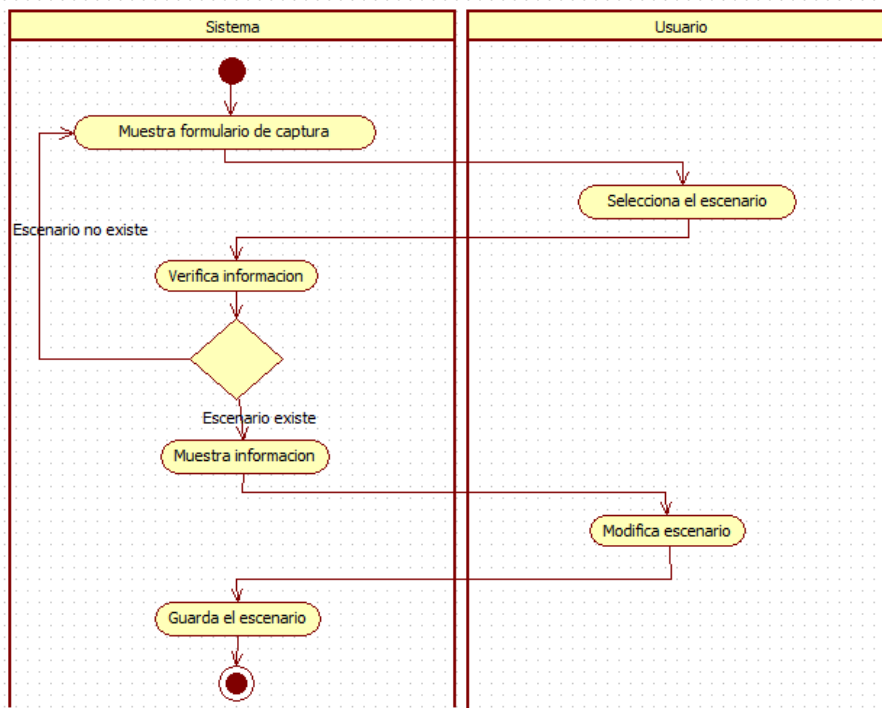 Sistema
Usuario
Muestra formulario de captura
Selecciona el escenario
Escenario no existe
Verifica informacion
Escenario existe
Muestra informacion
Modifica escenario
Guarda el escenario